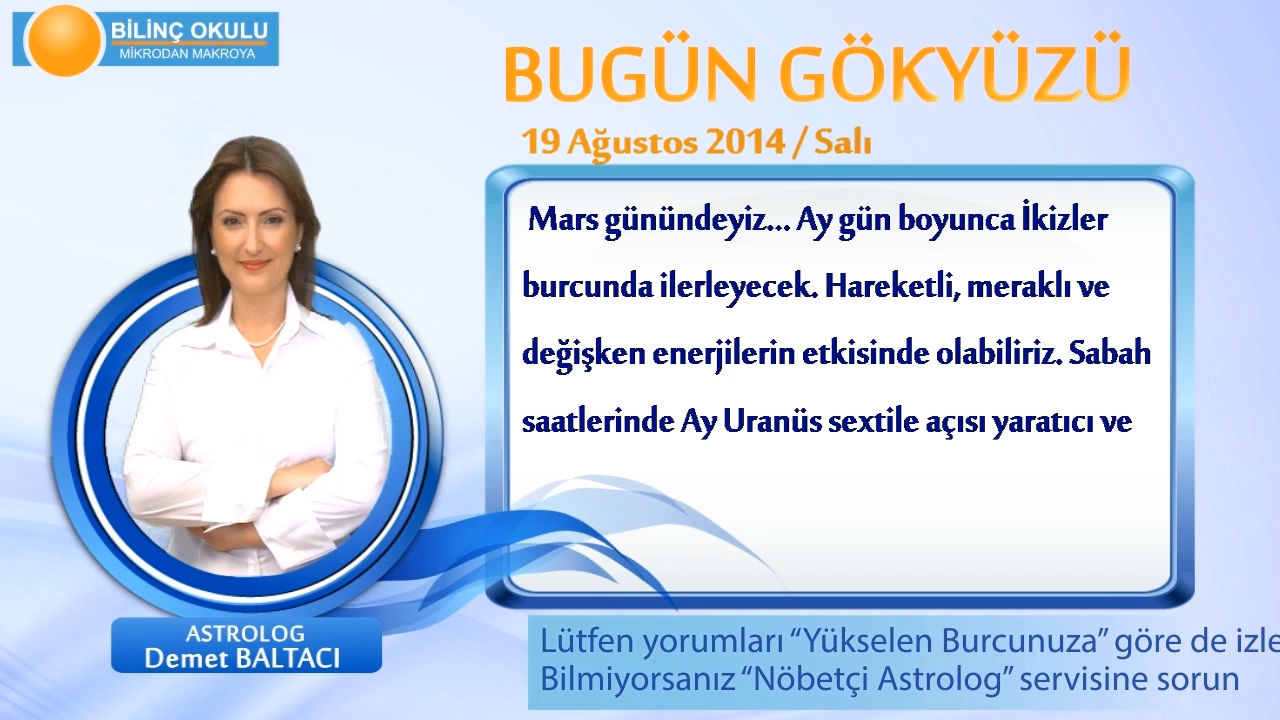 BİLİNÇ OKULU
MİKRODAN MAKROYA
BUGÜN GÖKYÜZÜ
19 Ağustos 2014 / Salı
Mars günündeyiz... Ay gün boyunca İkizler
burcunda ilerleyecek. Hareketli, meraklı ve
değişken enerjilerin etkisinde olabiliriz. Sabah
saatlerinde Ay Uranüs sextile açısı yaratıcı ve
ASTROLOG
Demet BALTACI
Lütfen yorumları “Yükselen Burcunuza” göre de izle
Bilmiyorsanız “Nöbetçi Astrolog” servisine sorun